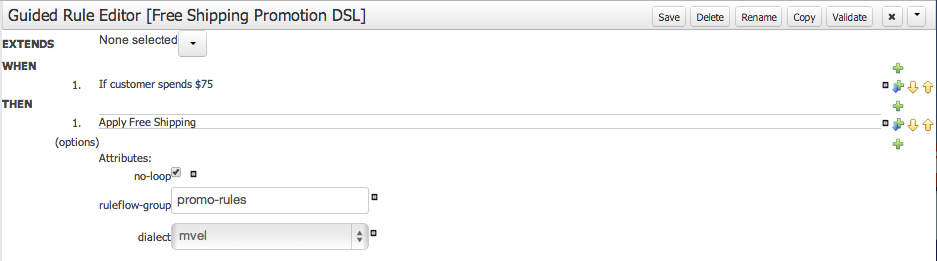 Guided Rule Editor [Free Shipping Promotion DSL] Save Delete Rename Copy Validate
EXTENDS None selected
WHEN
1. If customer spends $75
THEN
1. Apply Free Shipping
(options)
Attributes:
no-loop
ruleflow-group promo-rules
dialect mvel